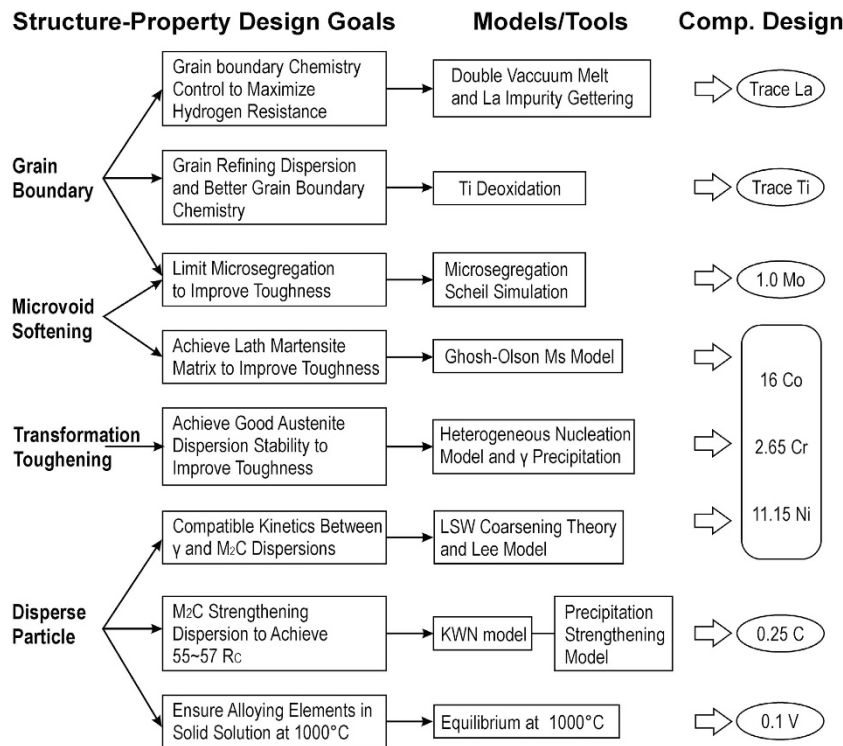 Structure-Property Design Goals
Models/Tools
Comp. Design
Grain boundary Chemistry
Control to Maximize
Hydrogen Resistance
Double Vaccuum Melt
and La Impurity Gettering
Trace La
Grain
Boundary
Grain Refining Dispersion
and Better Grain Boundary
Chemistry
Ti Deoxidation
Trace Ti
Limit Microsegregation
to Improve Toughness
Microsegregation
Scheil Simulation
1.0 Mo
Microvoid
Softening
Achieve Lath Martensite
Matrix to Improve Toughness
Ghosh-Olson Ms Model
16 Co
Transformation
Toughening
Achieve Good Austenite
Dispersion Stability to
Improve Toughness
Heterogeneous Nucleation
Model and γ Precipitation
2.65 Cr
Compatible Kinetics Between
γ and M2C Dispersions
LSW Coarsening Theory
and Lee Model
11.15 Ni
Disperse
Particle
M2C Strengthening
Dispersion to Achieve
55~57 Rc
KWN model
Precipitation
Strengthening
Model
0.25 C
Ensure Alloying Elements in
Solid Solution at 1000°C
Equilibrium at 1000°C
0.1 V